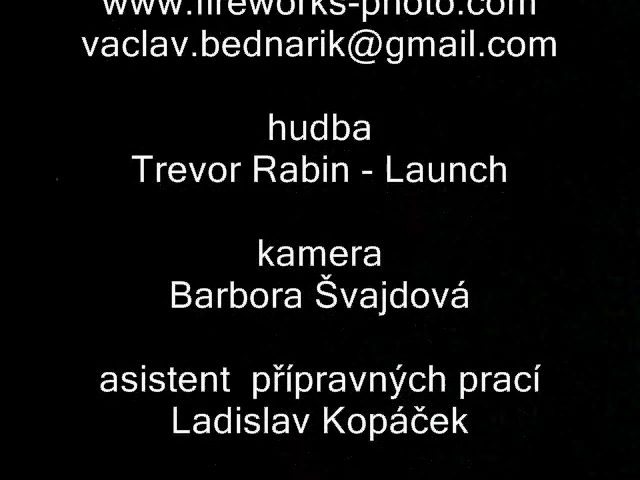 www.fireworks-photo.com
vaclav.bednarik@gmail.com
hudba
Trevor Rabin - Launch
kamera
Barbora Švajdová
asistent přípravných prací
Ladislav Kopáček